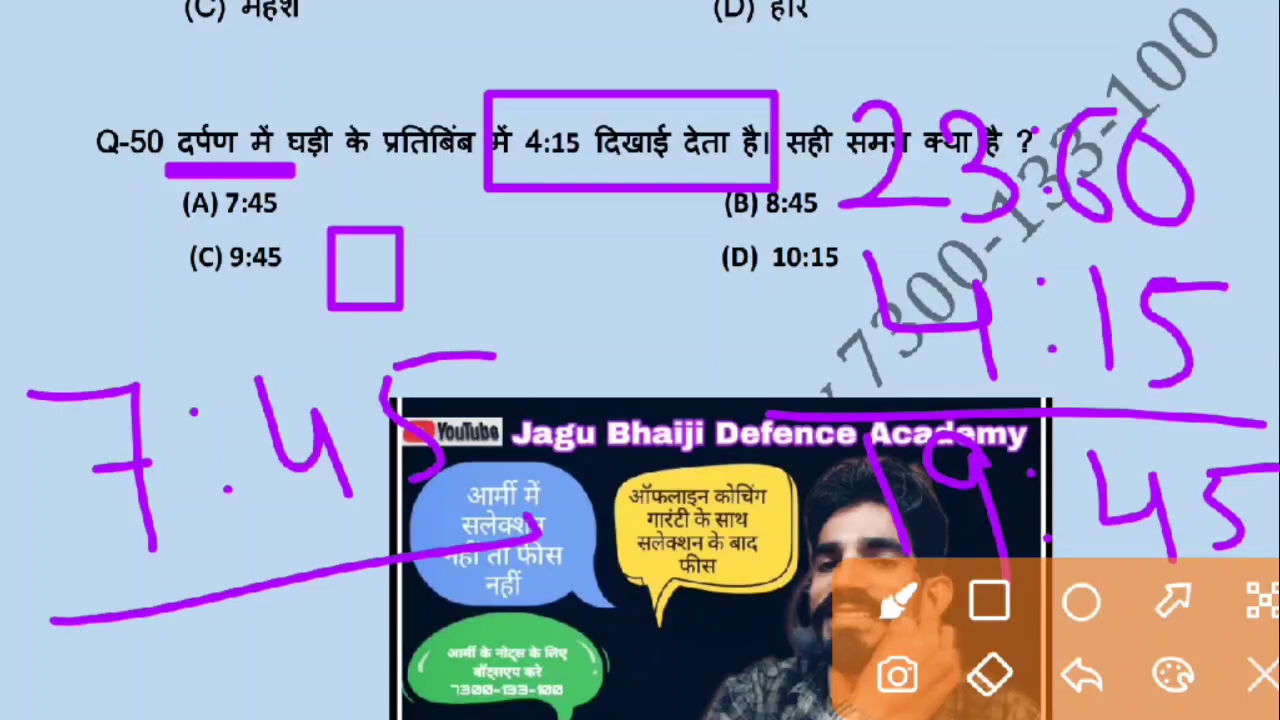 (C) महेश (D) हरि
Q-50 दर्पण में घड़ी के प्रतिबिंब में 4:15 दिखाई देता है। सही समय क्या है ?
23:60
(A) 7:45 (B) 8:45
(C) 9:45 (D) 10:15
4:15
7:45
19:45
7300-133-100
YouTube Jagu Bhaiji Defence Academy
आर्मी में
सलेक्शन
नहीं तो फीस
नहीं
ऑफलाइन कोचिंग
गारंटी के साथ
सलेक्शन के बाद
फीस
आर्मी के नोट्स के लिए
वॉट्सएप करे
7300-133-100